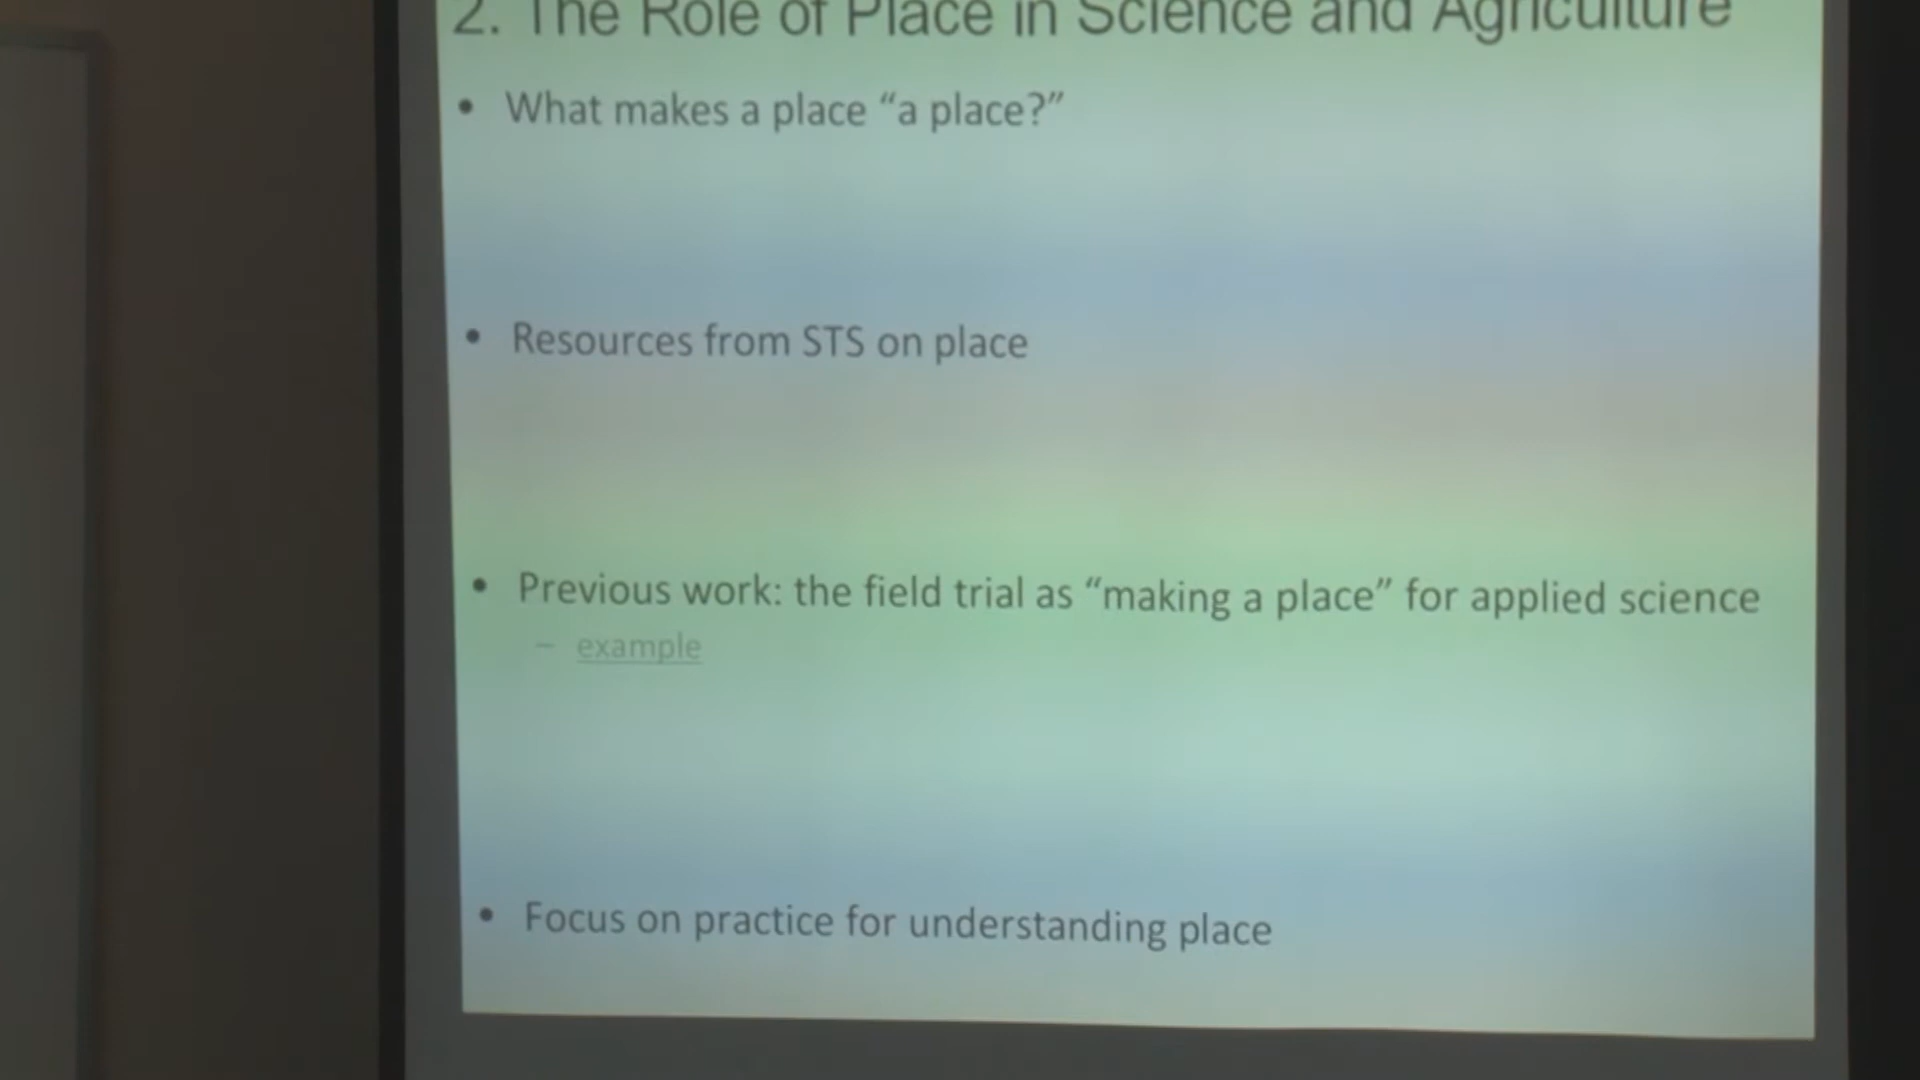 2. The Role of Place in Science and Agriculture
• What makes a place “a place?”
• Resources from STS on place
• Previous work: the field trial as “making a place” for applied science
– example
• Focus on practice for understanding place